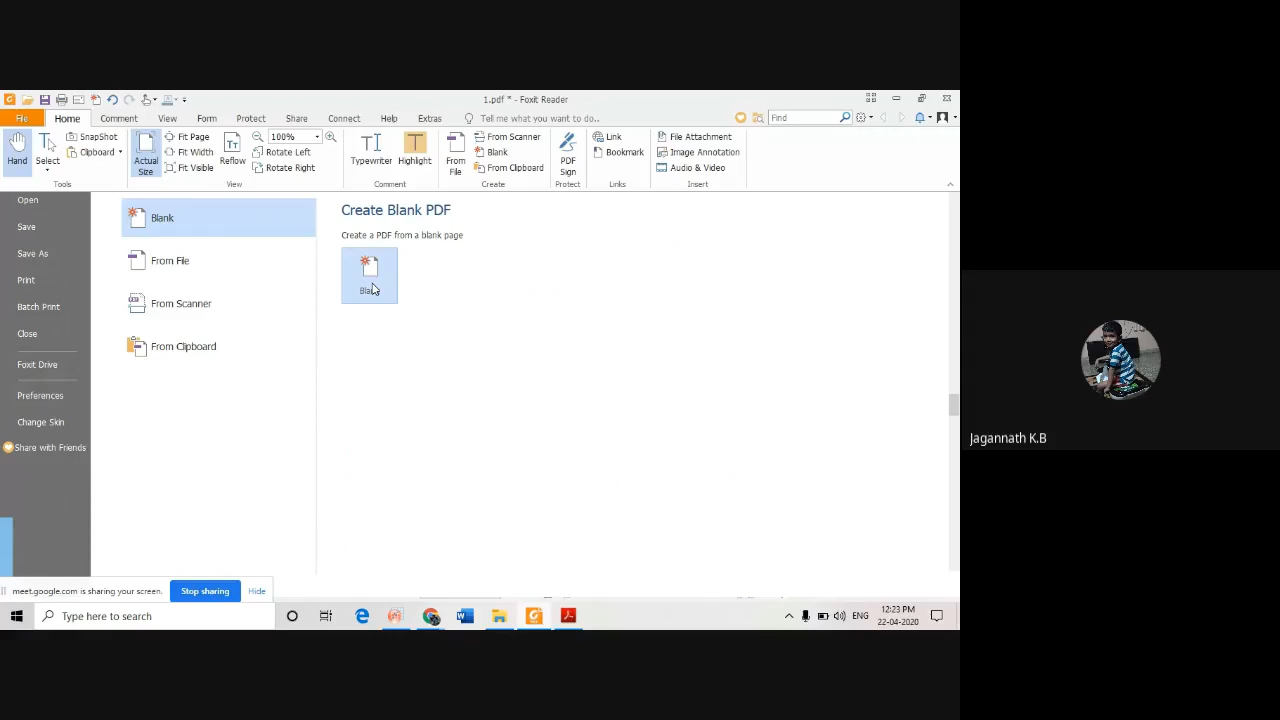 1.pdf * - Foxit Reader
File Home Comment View Form Protect Share Connect Help Extras Tell me what you want to do.. Find
Hand
Select
SnapShot
Clipboard
Tools
Actual Size
Fit Page
Fit Width
Fit Visible
Reflow
100%
Rotate Left
Rotate Right
View
Typewriter
Highlight
Comment
From File
From Scanner
Blank
From Clipboard
Create
PDF Sign
Protect
Link
Bookmark
Links
File Attachment
Image Annotation
Audio & Video
Insert
Open
Save
Save As
Print
Batch Print
Close
Foxit Drive
Preferences
Change Skin
Share with Friends
Blank
From File
From Scanner
From Clipboard
Create Blank PDF
Create a PDF from a blank page
Jagannath K.B
meet.google.com is sharing your screen. Stop sharing Hide
Type here to search
ENG
12:23 PM
22-04-2020